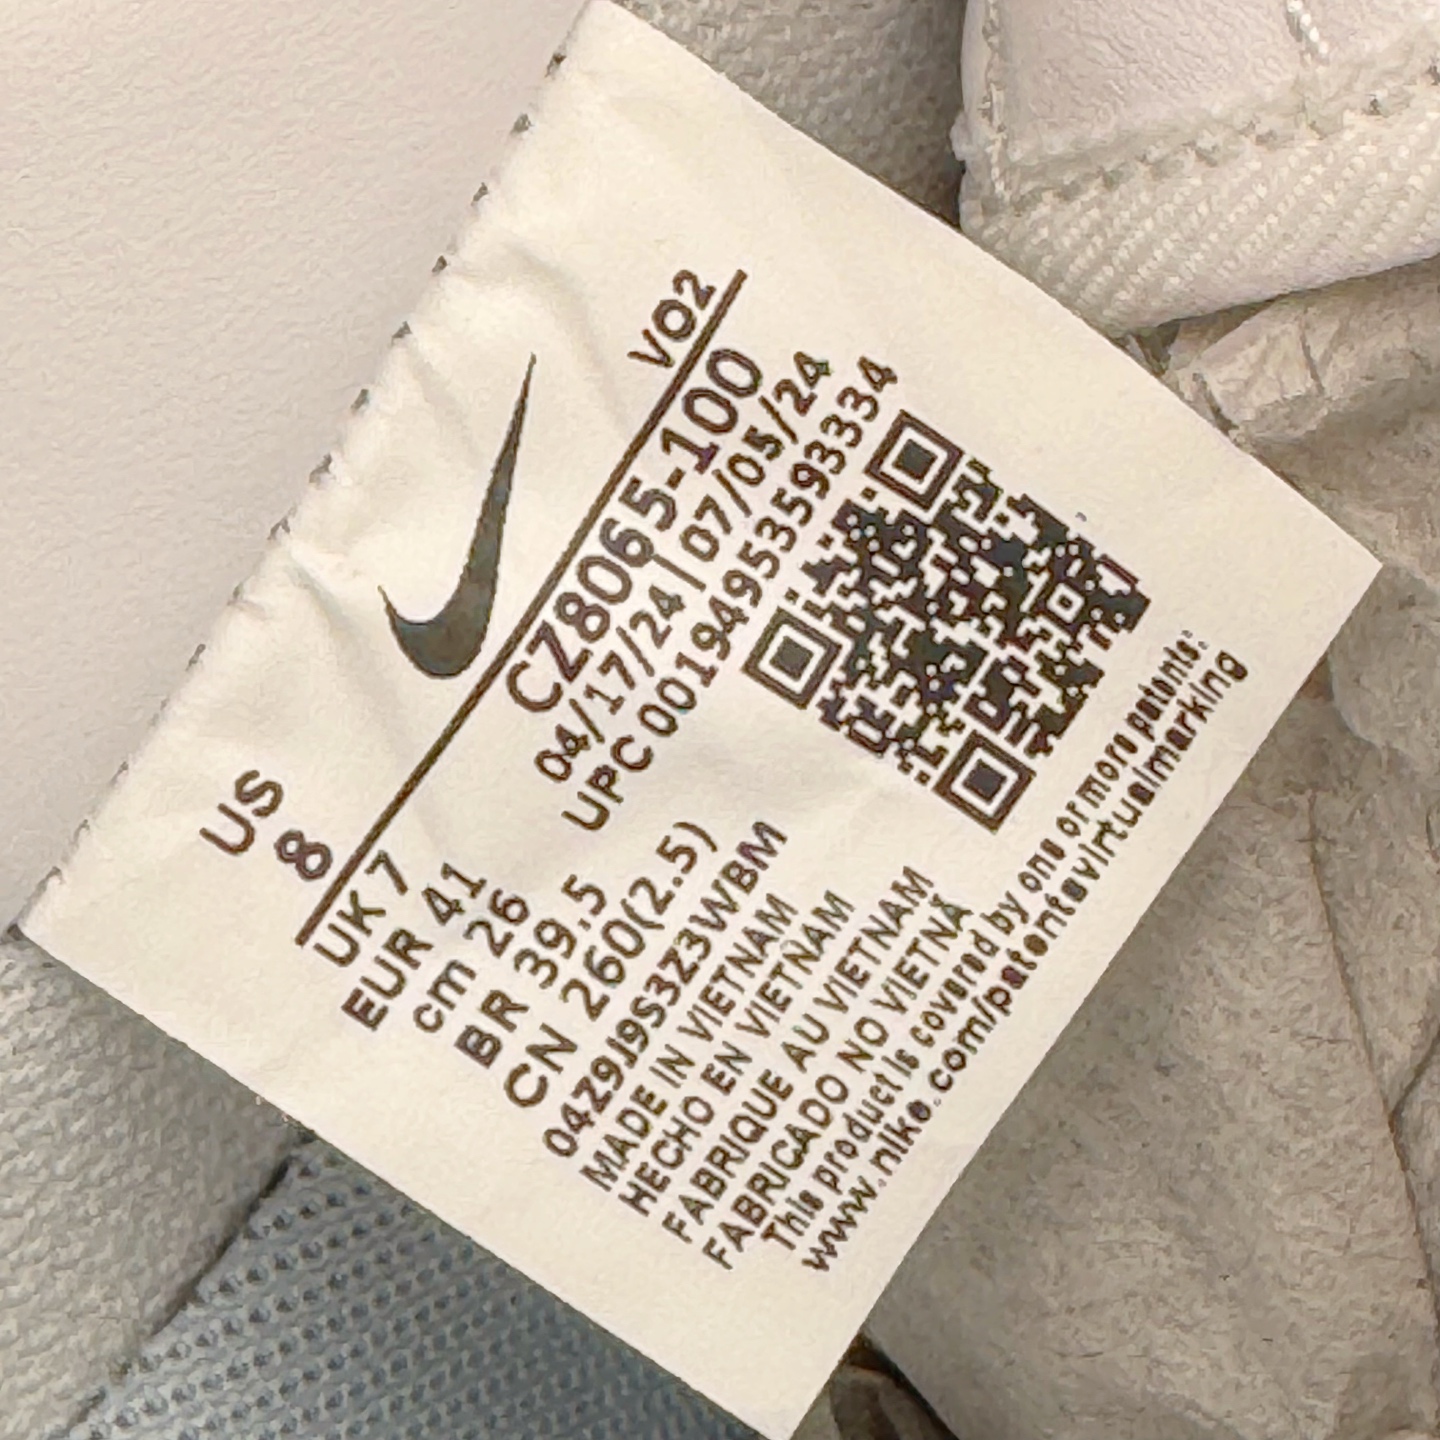 US
8
VO2
UK 7
EUR 41
cm 26
BR 39.5
CN 260(2.5)
CZ8065-100
04/17/24|07/05/24
UPC 00194953593334
04Z9J9S3Z3WBM
MADE IN VIETNAM
HECHO EN VIETNAM
FABRIQUE AU VIETNAM
FABRICADO NO VIETNÃ
This product is covered by one or more patents:
www.nike.com/patentsvirtualmarking